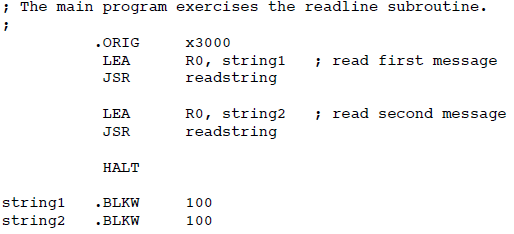 ; The main program exercises the readline subroutine.
;
.ORIG x3000
LEA R0, string1 ; read first message
JSR readstring
LEA R0, string2 ; read second message
JSR readstring
HALT
string1 .BLKW 100
string2 .BLKW 100